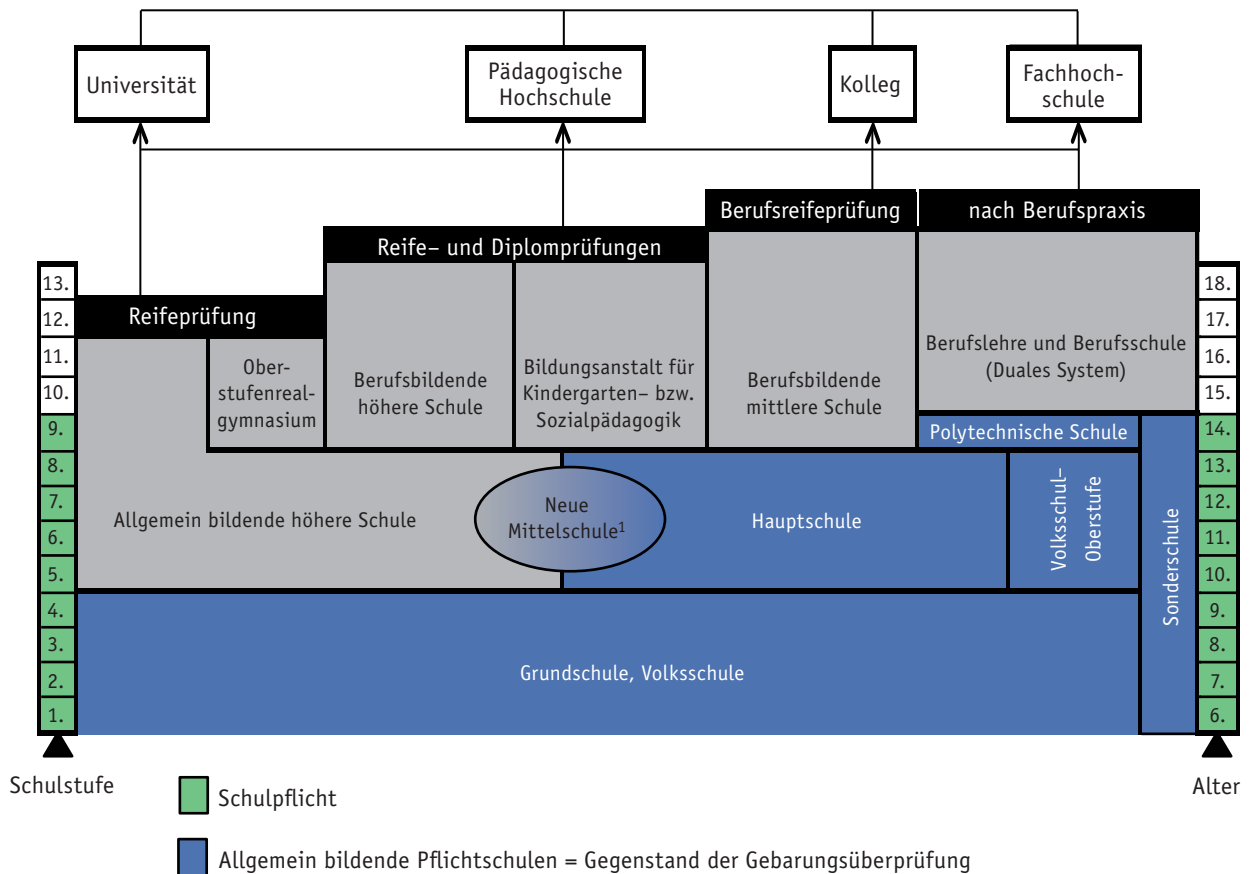 Universität
Pädagogische
Hochschule
Kolleg
Fachhoch-
schule
Berufsreifeprüfung
nach Berufspraxis
Reife– und Diplomprüfungen
Reifeprüfung
13.
12.
11.
10.
9.
8.
7.
6.
5.
4.
3.
2.
1.
Schulstufe
18.
17.
16.
15.
14.
13.
12.
11.
10.
9.
8.
7.
6.
Alter
Ober-
stufenreal-
gymnasium
Berufsbildende
höhere Schule
Bildungsanstalt für
Kindergarten– bzw.
Sozialpädagogik
Berufsbildende
mittlere Schule
Berufslehre und Berufsschule
(Duales System)
Polytechnische Schule
Allgemein bildende höhere Schule
Neue
Mittelschule¹
Hauptschule
Volksschul–
Oberstufe
Sonderschule
Grundschule, Volksschule
Schulpflicht
Allgemein bildende Pflichtschulen = Gegenstand der Gebarungsüberprüfung